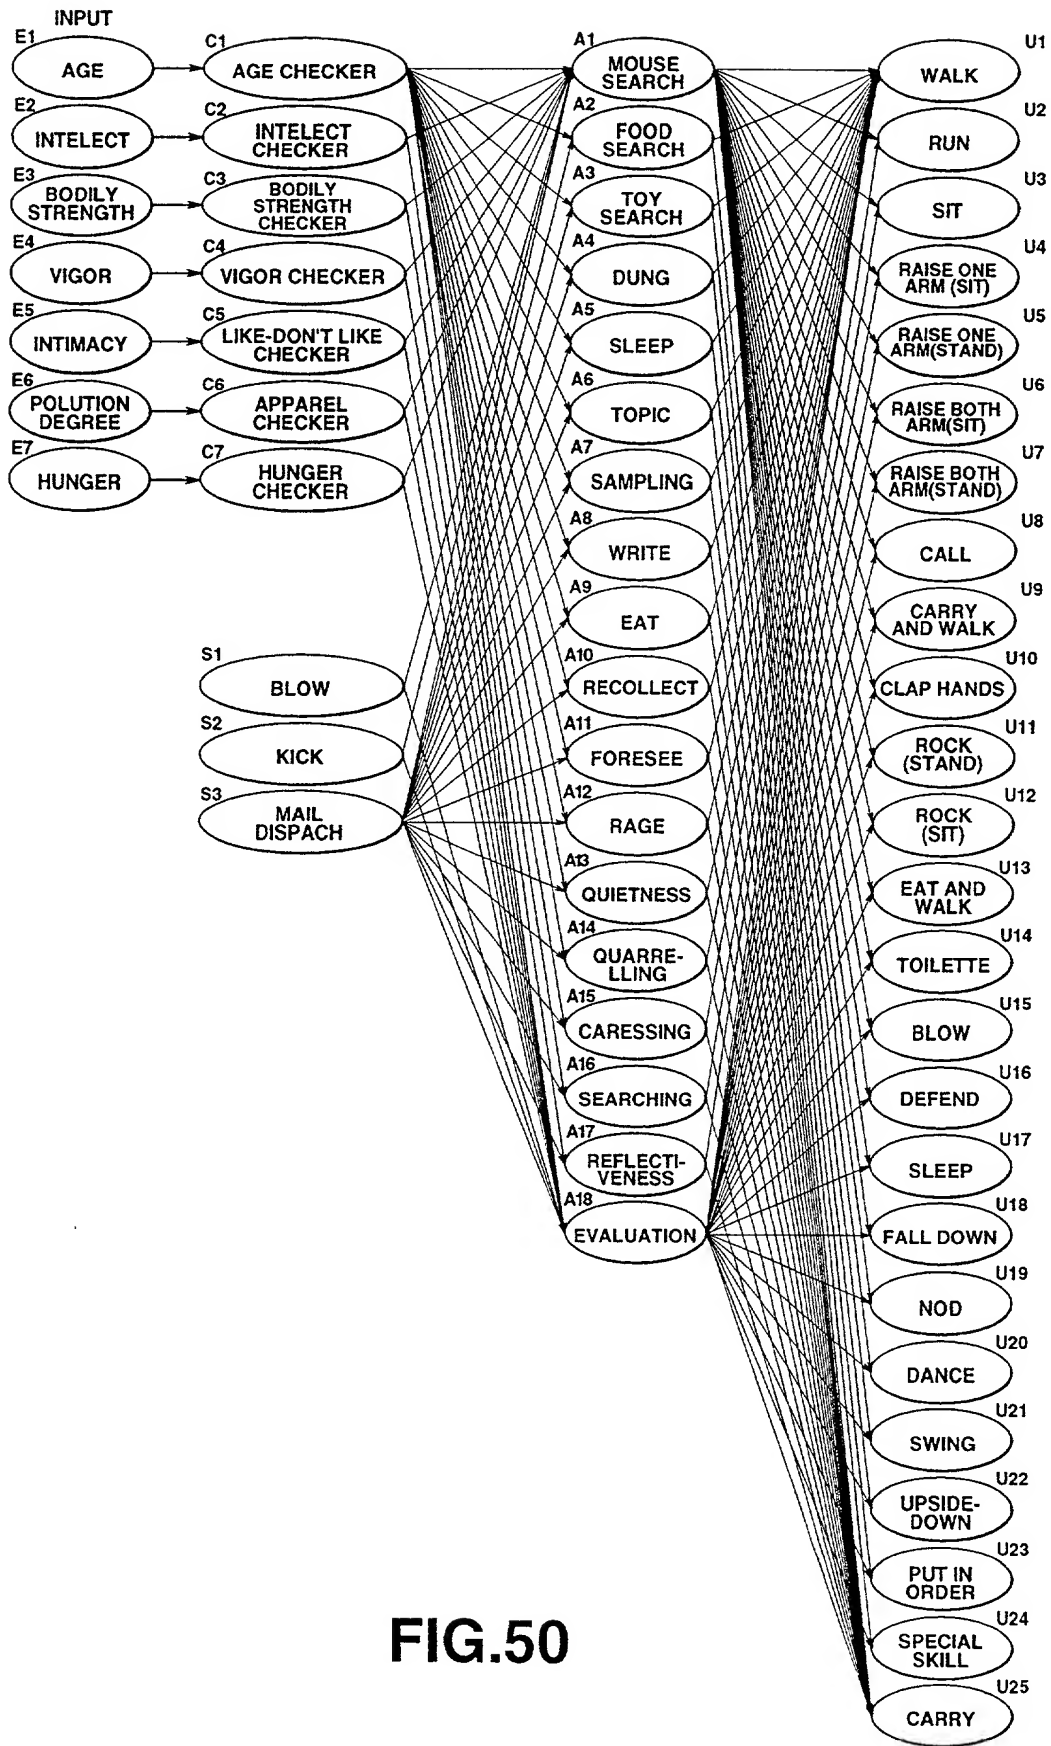 INPUT
E1
AGE
E2
INTELECT
E3
BODILY
STRENGTH
E4
VIGOR
E5
INTIMACY
E6
POLUTION
DEGREE
E7
HUNGER
C1
AGE CHECKER
C2
INTELECT
CHECKER
C3
BODILY
STRENGTH
CHECKER
C4
VIGOR CHECKER
C5
LIKE-DON'T LIKE
CHECKER
C6
APPAREL
CHECKER
C7
HUNGER
CHECKER
S1
BLOW
S2
KICK
S3
MAIL
DISPACH
A1
MOUSE
SEARCH
A2
FOOD
SEARCH
A3
TOY
SEARCH
A4
DUNG
A5
SLEEP
A6
TOPIC
A7
SAMPLING
A8
WRITE
A9
EAT
A10
RECOLLECT
A11
FORESEE
A12
RAGE
A13
QUIETNESS
A14
QUARRE-
LLING
A15
CARESSING
A16
SEARCHING
A17
REFLECTI-
VENESS
A18
EVALUATION
U1
WALK
U2
RUN
U3
SIT
U4
RAISE ONE
ARM (SIT)
U5
RAISE ONE
ARM(STAND)
U6
RAISE BOTH
ARM(SIT)
U7
RAISE BOTH
ARM(STAND)
U8
CALL
U9
CARRY
AND WALK
U10
CLAP HANDS
U11
ROCK
(STAND)
U12
ROCK
(SIT)
U13
EAT AND
WALK
U14
TOILETTE
U15
BLOW
U16
DEFEND
U17
SLEEP
U18
FALL DOWN
U19
NOD
U20
DANCE
U21
SWING
U22
UPSIDE-
DOWN
U23
PUT IN
ORDER
U24
SPECIAL
SKILL
U25
CARRY
FIG.50